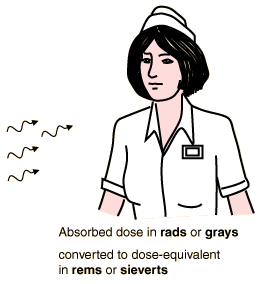 Absorbed dose in rads or grays
converted to dose-equivalent
in rems or sieverts